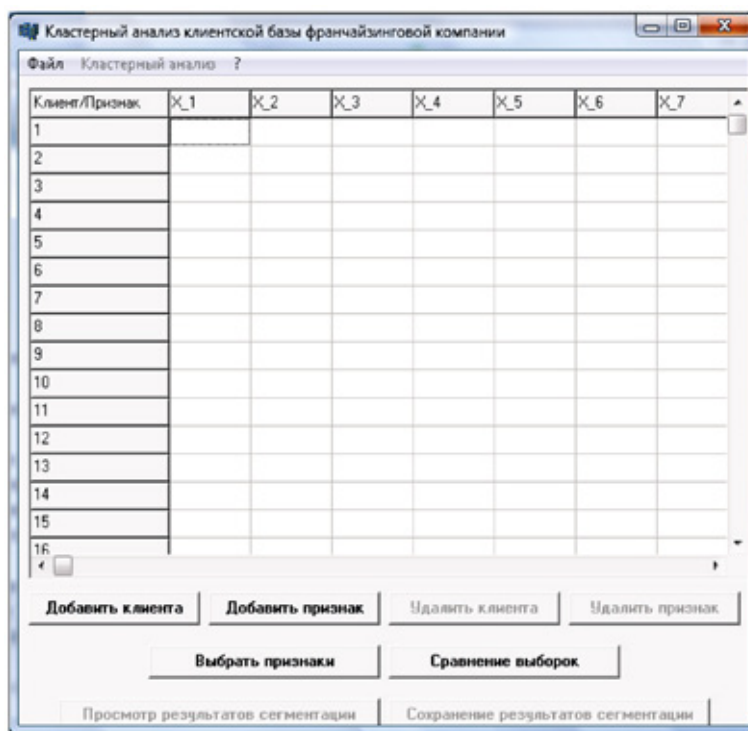 Кластерный анализ клиентской базы франчайзинговой компании
Файл Кластерный анализ ?
Клиент/Признак X_1 X_2 X_3 X_4 X_5 X_6 X_7
1
2
3
4
5
6
7
8
9
10
11
12
13
14
15
16
Добавить клиента Добавить признак Удалить клиента Удалить признак
Выбрать признаки Сравнение выборок
Просмотр результатов сегментации Сохранение результатов сегментации